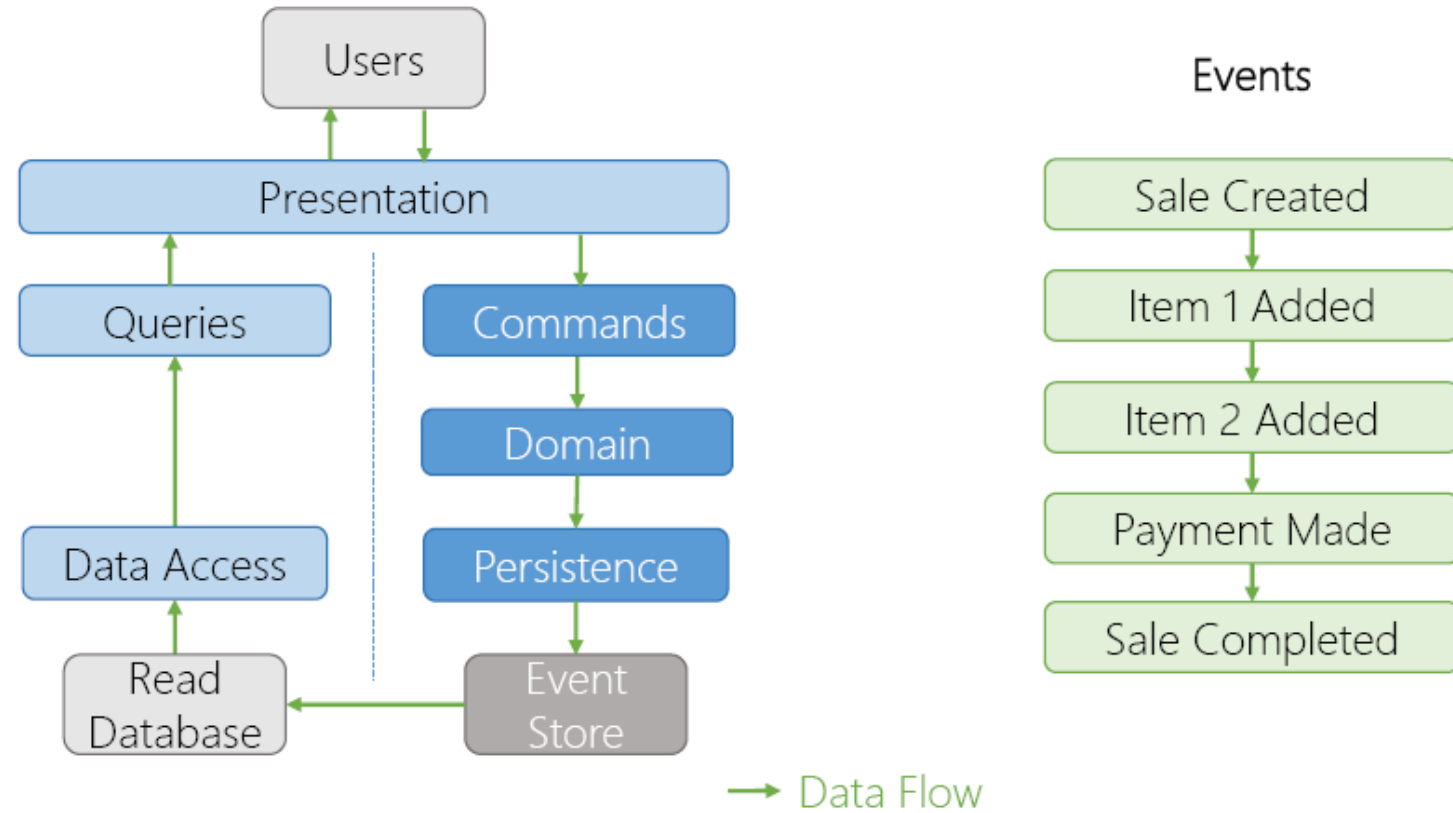 Users
Presentation
Queries
Commands
Domain
Data Access
Persistence
Read
Database
Event
Store
Data Flow
Events
Sale Created
Item 1 Added
Item 2 Added
Payment Made
Sale Completed